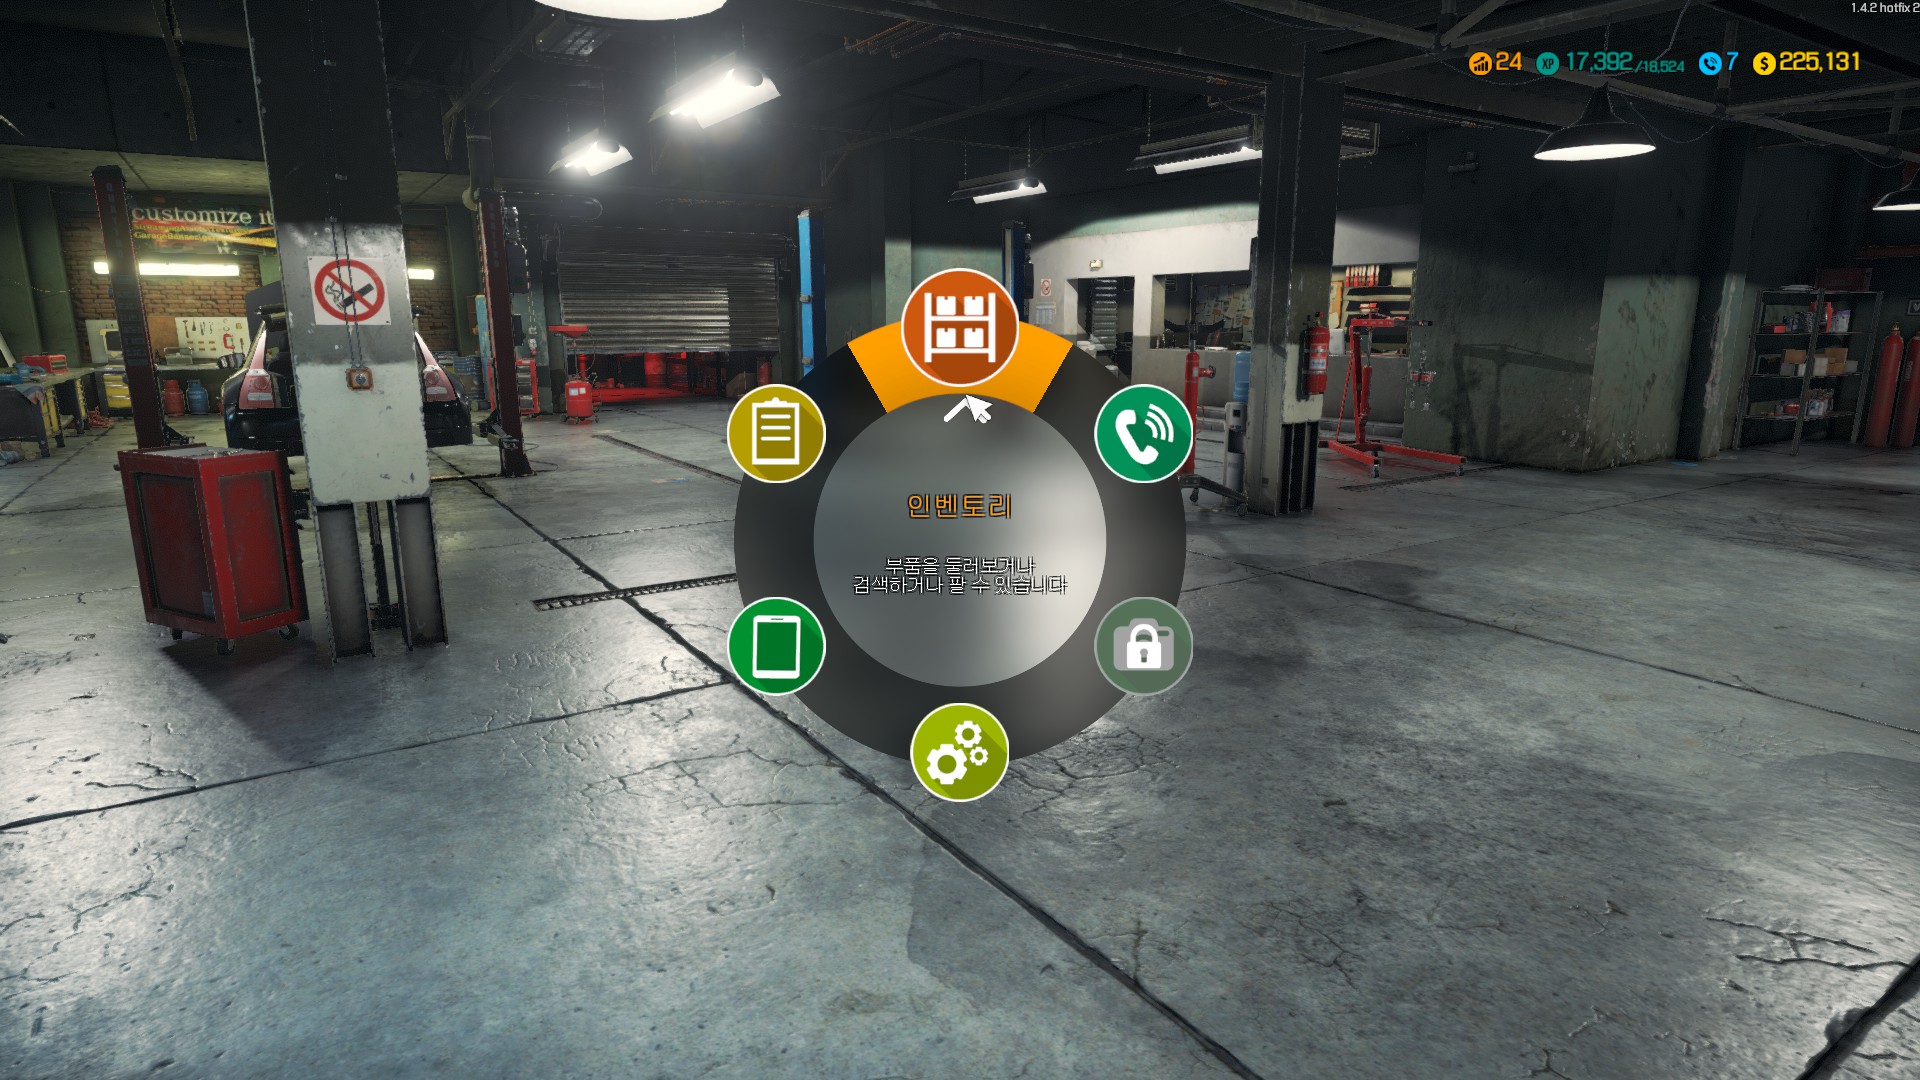 1.4.2 hotfix 2
24 XP 17,392/18,524 7 $ 225,131
customize it
인벤토리
부품을 둘러보거나
검색하거나 팔 수 있습니다